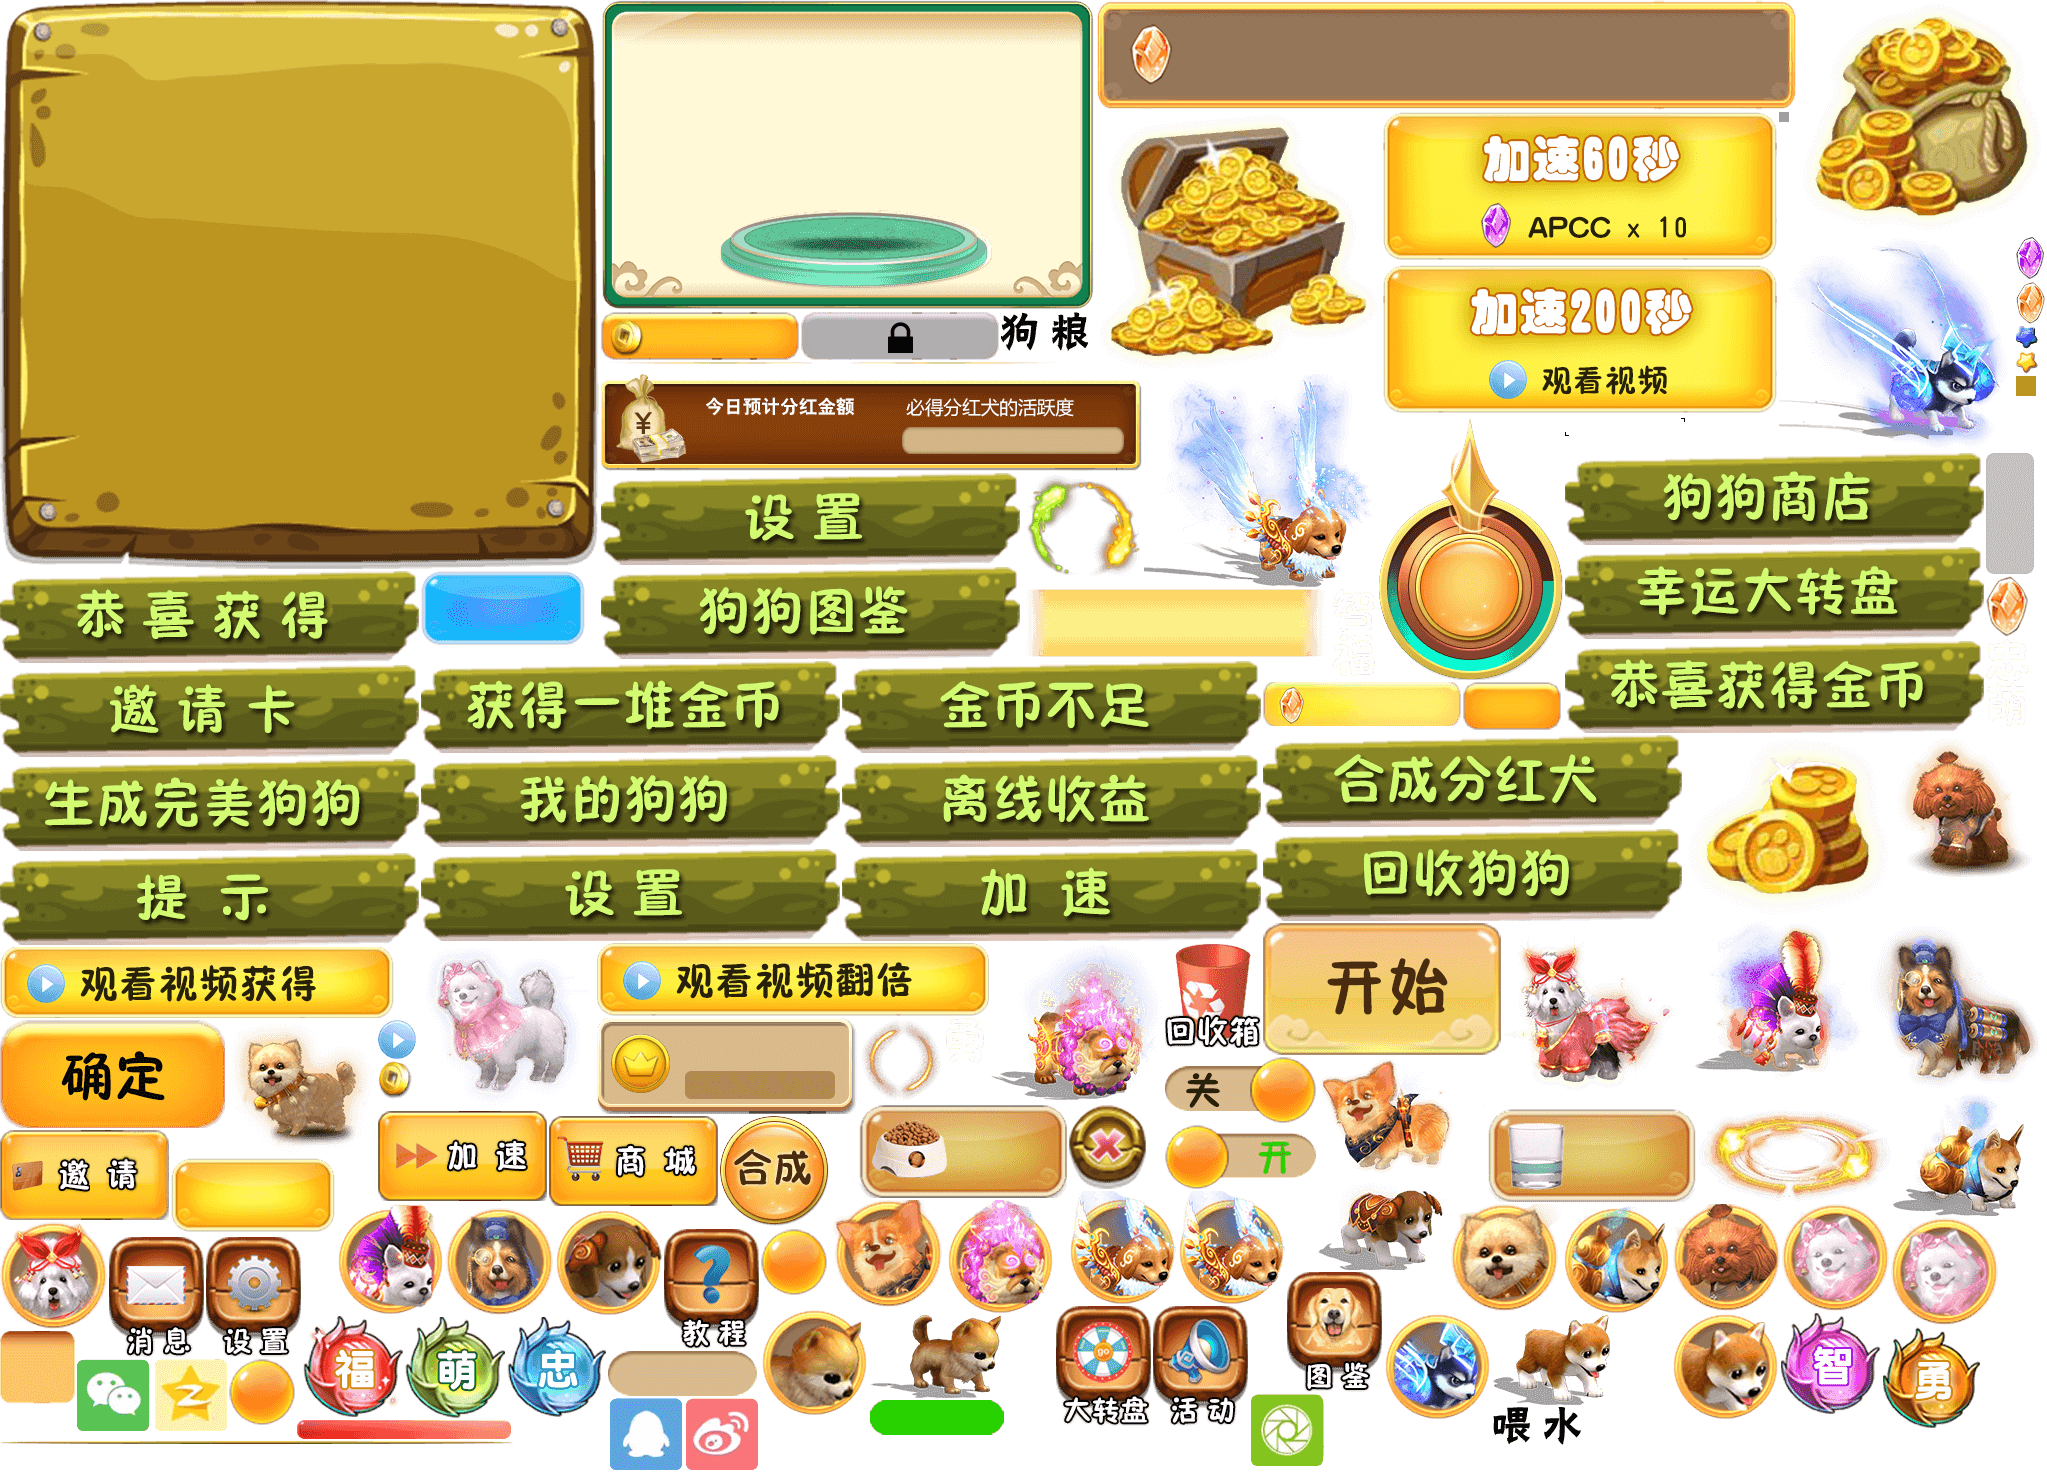 加速60秒
APCC x 10
加速200秒
观看视频
狗 粮
¥
今日预计分红金额
必得分红犬的活跃度
设 置
狗狗商店
恭 喜 获 得
狗狗图鉴
幸运大转盘
邀 请 卡
获得一堆金币
金币不足
恭喜获得金币
生成完美狗狗
我的狗狗
离线收益
合成分红犬
提 示
设 置
加 速
回收狗狗
观看视频获得
观看视频翻倍
回收箱
开始
确定
关
邀 请
加 速
商 城
合成
开
消息
设置
教程
福
萌
忠
go
大转盘
活动
图鉴
喂 水
智
勇